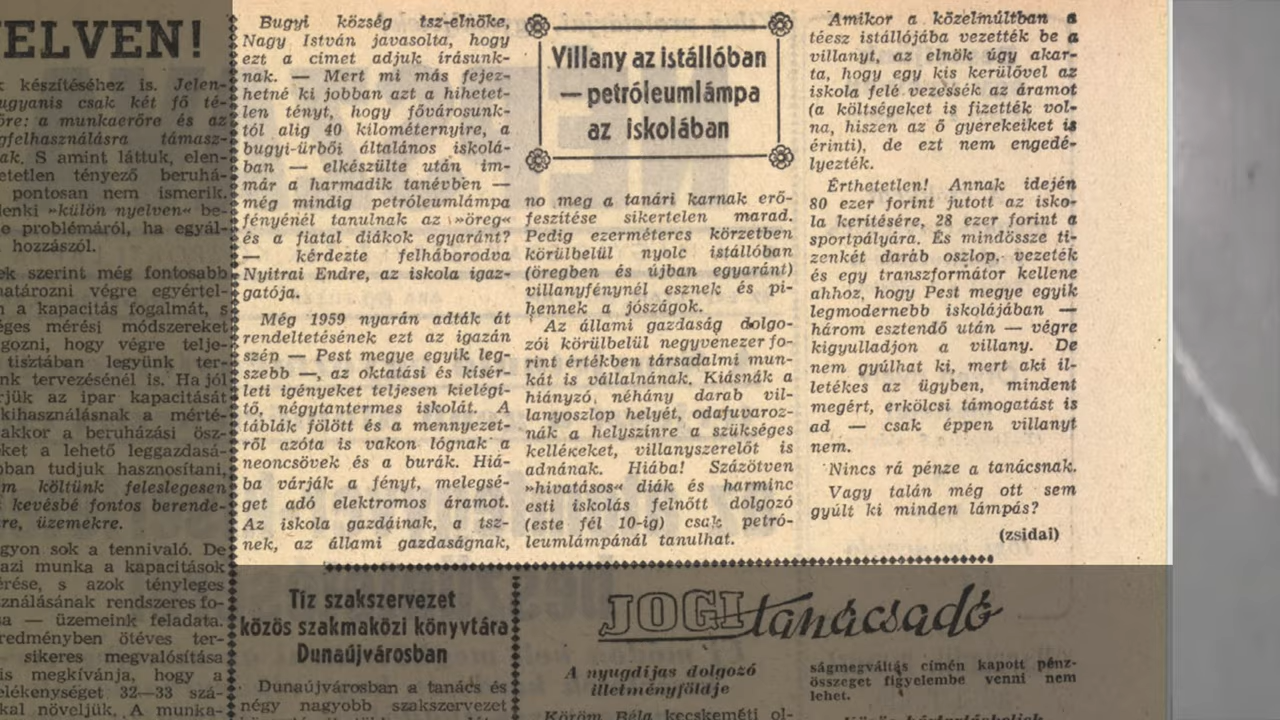 ELVEN!
k készítéséhez is. Jelen-
ugyanis csak két fő té-
őre: a munkaerőre és az
gfelhasználásra támasz-
ak. S amint láttuk, elen-
etetlen tényező beruhá-
pontosan nem ismerik.
lenki »külön nyelven« be-
e problémáról, ha egyál-
hozzászól.
ek szerint még fontosabb
határozni végre egyértel-
n a kapacitás fogalmát, s
éges mérési módszereket
gozni, hogy végre telje-
tisztában legyünk ter-
nk tervezésénél is. Ha jól
rjük az ipar kapacitását
kihasználásnak a mérté-
akkor a beruházási ösz-
eket a lehető leggazdasá-
bban tudjuk hasznosítani,
m költünk feleslegesen
kevésbé fontos berende-
re, üzemekre.
gyon sok a tennivaló. De
azi munka a kapacitások
érése, s azok tényleges
ználásának rendszeres fo-
sa — üzemeink feladata.
redményben ötéves ter-
sikeres megvalósítása
is megkívánja, hogy a
elékenységet 32—33 szá-
kal növeljük. A munka-
Bugyi község tsz-elnöke,
Nagy István javasolta, hogy
ezt a címet adjuk írásunk-
nak. — Mert mi más fejez-
hetné ki jobban azt a hihetet-
len tényt, hogy fővárosunk-
tól alig 40 kilométernyire, a
bugyi-ürbői általános iskolá-
ban — elkészülte után im-
már a harmadik tanévben —
még mindig petróleumlámpa
fényénél tanulnak az »öreg«
és a fiatal diákok egyaránt?
— kérdezte felháborodva
Nyitrai Endre, az iskola igaz-
gatója.
Még 1959 nyarán adták át
rendeltetésének ezt az igazán
szép — Pest megye egyik leg-
szebb —, az oktatási és kísér-
leti igényeket teljesen kielégí-
tő, négytantermes iskolát. A
táblák fölött és a mennyezet-
ről azóta is vakon lógnak a
neoncsövek és a burák. Hiá-
ba várják a fényt, melegsé-
get adó elektromos áramot.
Az iskola gazdáinak, a tsz-
nek, az állami gazdaságnak,
Villany az istállóban
— petróleumlámpa
az iskolában
no meg a tanári karnak erő-
feszítése sikertelen marad.
Pedig ezerméteres körzetben
körülbelül nyolc istállóban
(öregben és újban egyaránt)
villanyfénynél esznek és pi-
hennek a jószágok.
Az állami gazdaság dolgo-
zói körülbelül negyvenezer fo-
rint értékben társadalmi mun-
kát is vállalnának. Kiásnák a
hiányzó, néhány darab vil-
lanyoszlop helyét, odafuvaroz-
nák a helyszínre a szükséges
kellékeket, villanyszerelőt is
adnának. Hiába! Százötven
»hivatásos« diák és harminc
esti iskolás felnőtt dolgozó
(este fél 10-ig) csak petró-
leumlámpánál tanulhat.
Amikor a közelmúltban a
téesz istállójába vezették be a
villanyt, az elnök úgy akar-
ta, hogy egy kis kerülővel az
iskola felé vezessék az áramot
(a költségeket is fizették vol-
na, hiszen az ő gyerekeiket is
érinti), de ezt nem engedé-
lyezték.
Érthetetlen! Annak idején
80 ezer forint jutott az isko-
la kerítésére, 28 ezer forint a
sportpályára. És mindössze ti-
zenkét darab oszlop, vezeték
és egy transzformátor kellene
ahhoz, hogy Pest megye egyik
legmodernebb iskolájában —
három esztendő után — végre
kigyulladjon a villany. De
nem gyúlhat ki, mert aki il-
letékes az ügyben, mindent
megért, erkölcsi támogatást is
ad — csak éppen villanyt
nem.
Nincs rá pénze a tanácsnak.
Vagy talán még ott sem
gyúlt ki minden lámpás?
(zsidai)
Tíz szakszervezet
közös szakmaközi könyvtára
Dunaújvárosban
Dunaújvárosban a tanács és
négy nagyobb szakszervezet
JOGI tanácsadó
A nyugdíjas dolgozó
illetményföldje
Köröm Béla kecskeméti ol-
ságmegváltás címén kapott pénz-
összeget figyelembe venni nem
lehet.